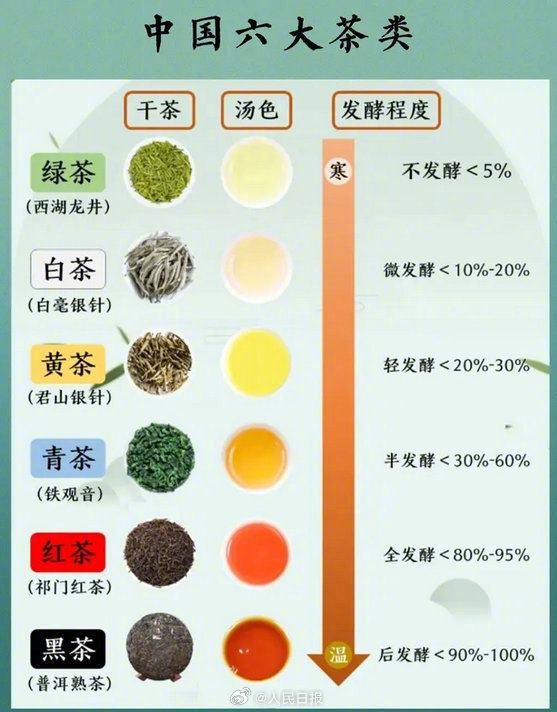 中国六大茶类
干茶 汤色 发酵程度
绿茶 寒 不发酵＜5%
(西湖龙井)
白茶 微发酵＜10%-20%
(白毫银针)
黄茶 轻发酵＜20%-30%
(君山银针)
青茶 半发酵＜30%-60%
(铁观音)
红茶 全发酵＜80%-95%
(祁门红茶)
黑茶 温 后发酵＜90%-100%
(普洱熟茶)
@人民日报